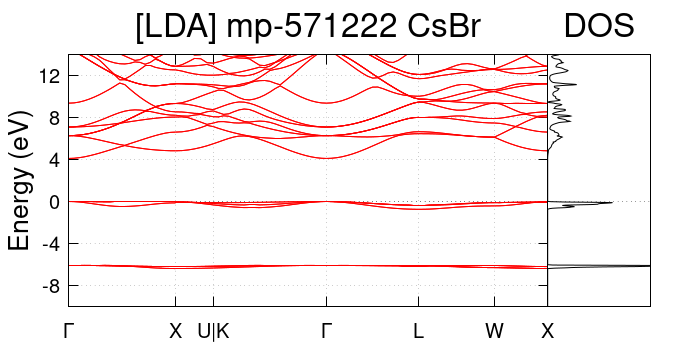 [LDA] mp-571222 CsBr DOS
Energy (eV)
12
8
4
0
-4
-8
Γ X U|K Γ L W X